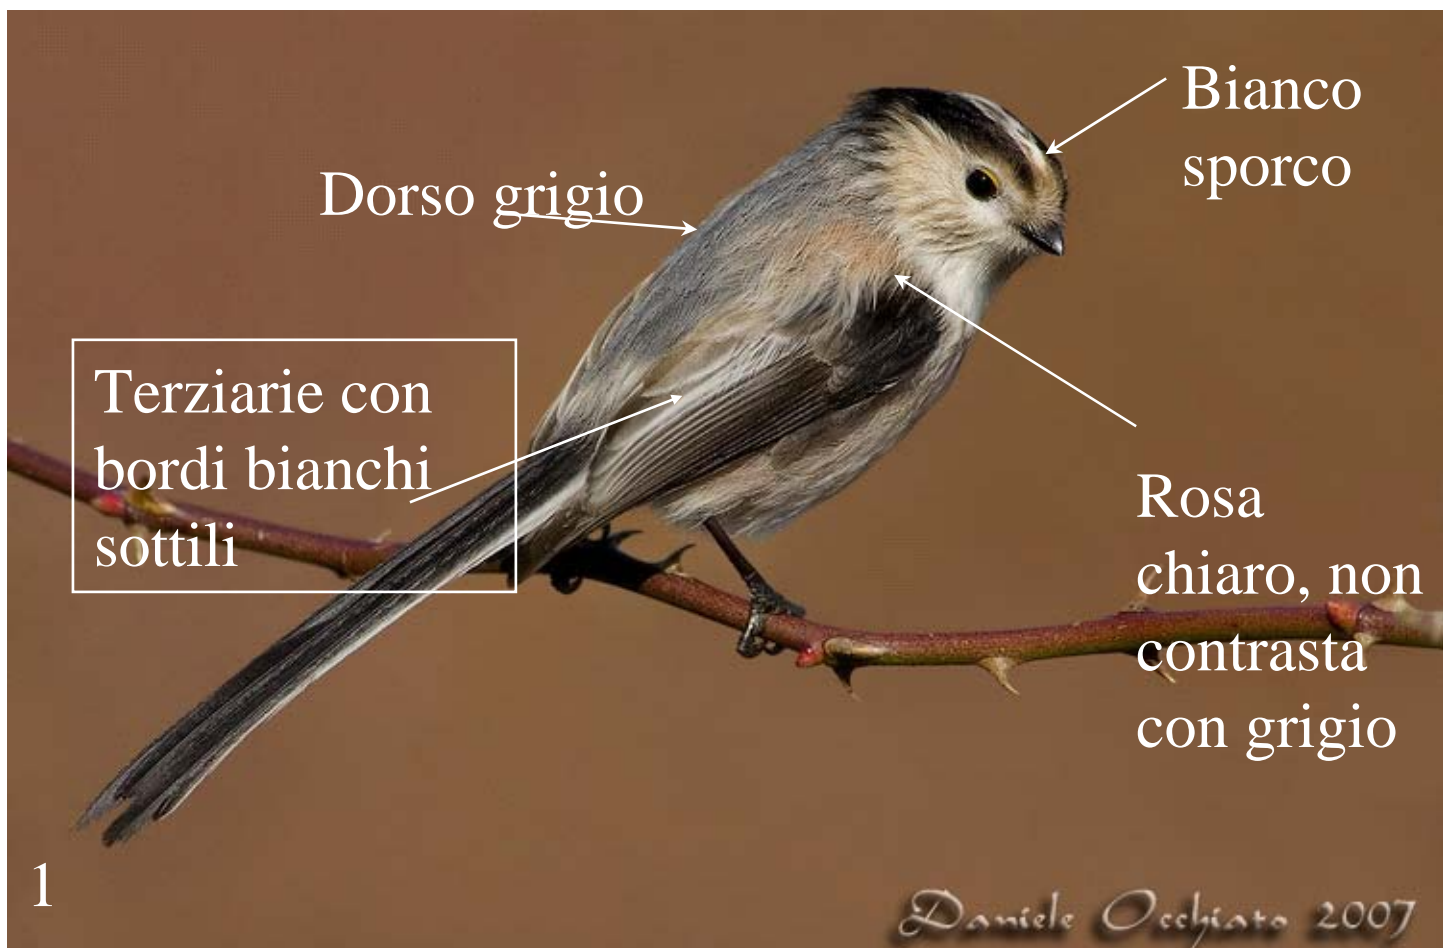 Bianco
sporco
Dorso grigio
Terziarie con
bordi bianchi
sottili
Rosa
chiaro, non
contrasta
con grigio
1
Daniele Occhiato 2007